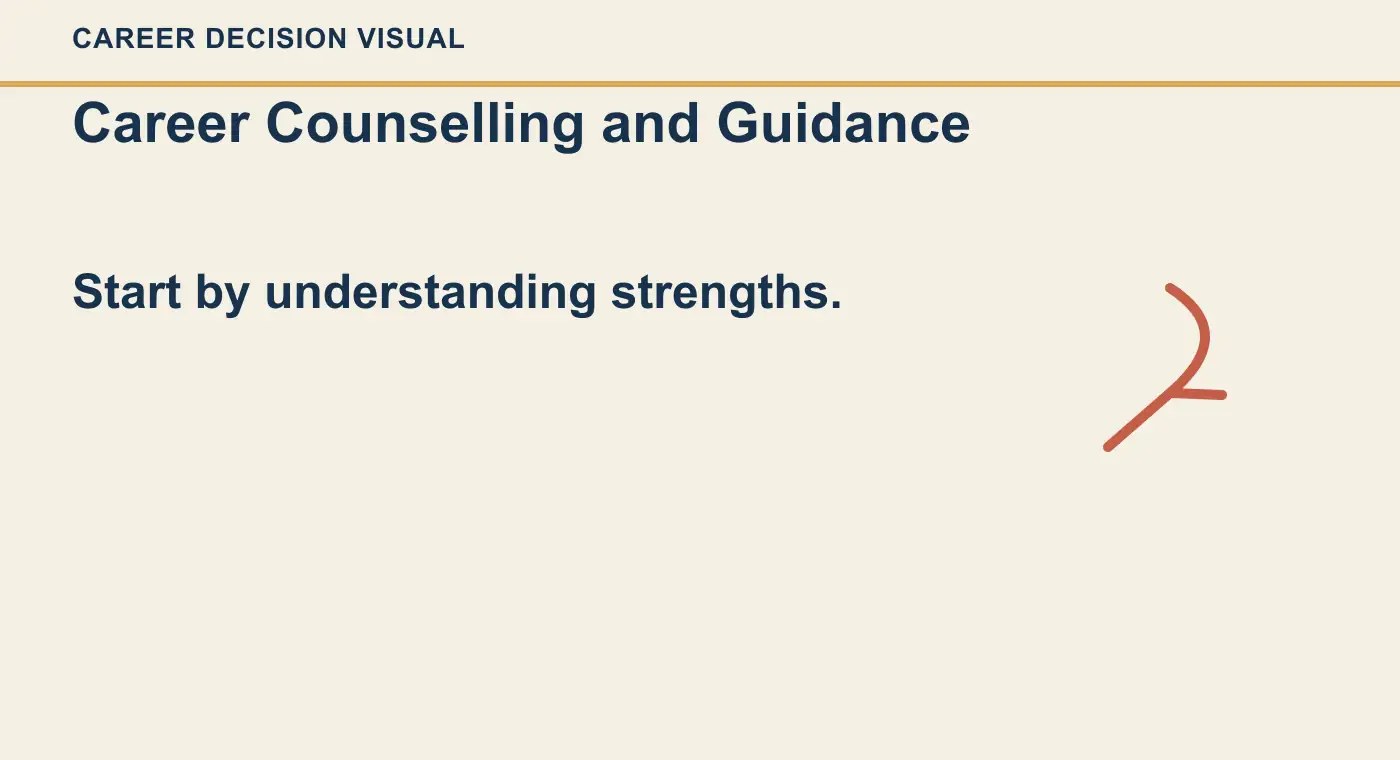 CAREER DECISION VISUAL
Career Counselling and Guidance
Start by understanding strengths.